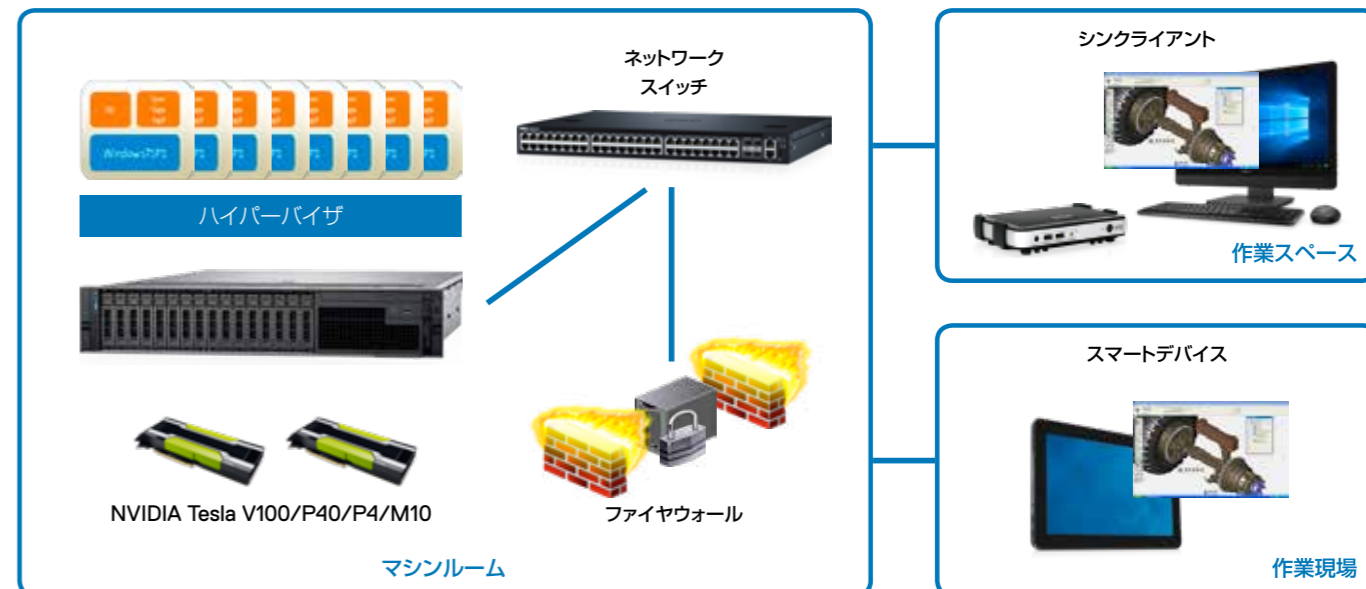 ネットワーク
スイッチ
ハイパーバイザ
NVIDIA Tesla V100/P40/P4/M10
ファイヤウォール
マシンルーム
シンクライアント
作業スペース
スマートデバイス
作業現場